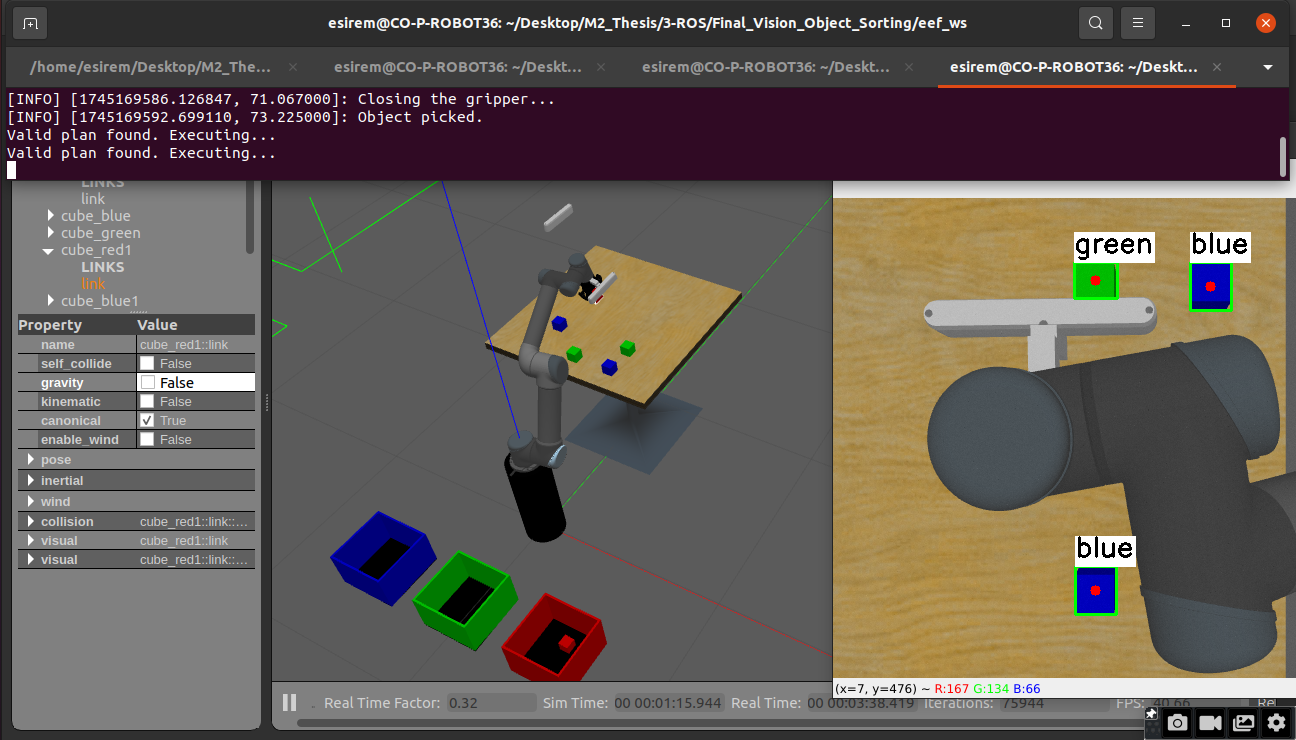 esirem@CO-P-ROBOT36: ~/Desktop/M2_Thesis/3-ROS/Final_Vision_Object_Sorting/eef_ws
/home/esirem/Desktop/M2_The... esirem@CO-P-ROBOT36: ~/Deskt... esirem@CO-P-ROBOT36: ~/Deskt... esirem@CO-P-ROBOT36: ~/Deskt...
[INFO] [1745169586.126847, 71.067000]: Closing the gripper...
[INFO] [1745169592.699110, 73.225000]: Object picked.
Valid plan found. Executing...
Valid plan found. Executing...
LINKS
link
cube_blue
cube_green
cube_red1
LINKS
link
cube_blue1
Property Value
name cube_red1::link
self_collide False
gravity False
kinematic False
canonical True
enable_wind False
pose
inertial
wind
collision cube_red1::link::...
visual cube_red1::link
visual cube_red1::link::...
green
blue
blue
(x=7, y=476) ~ R:167 G:134 B:66
Real Time Factor: 0.32 Sim Time: 00 00:01:15.944 Real Time: 00 00:03:38.419 Iterations: 75944 FPS: 40.66